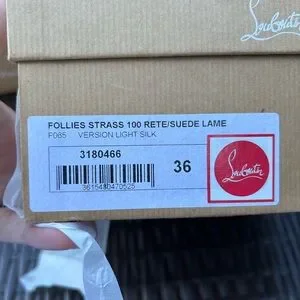 Louboutin
FOLLIES STRASS 100 RETE/SUEDE LAME
F085 VERSION LIGHT SILK
3180466
36
Louboutin